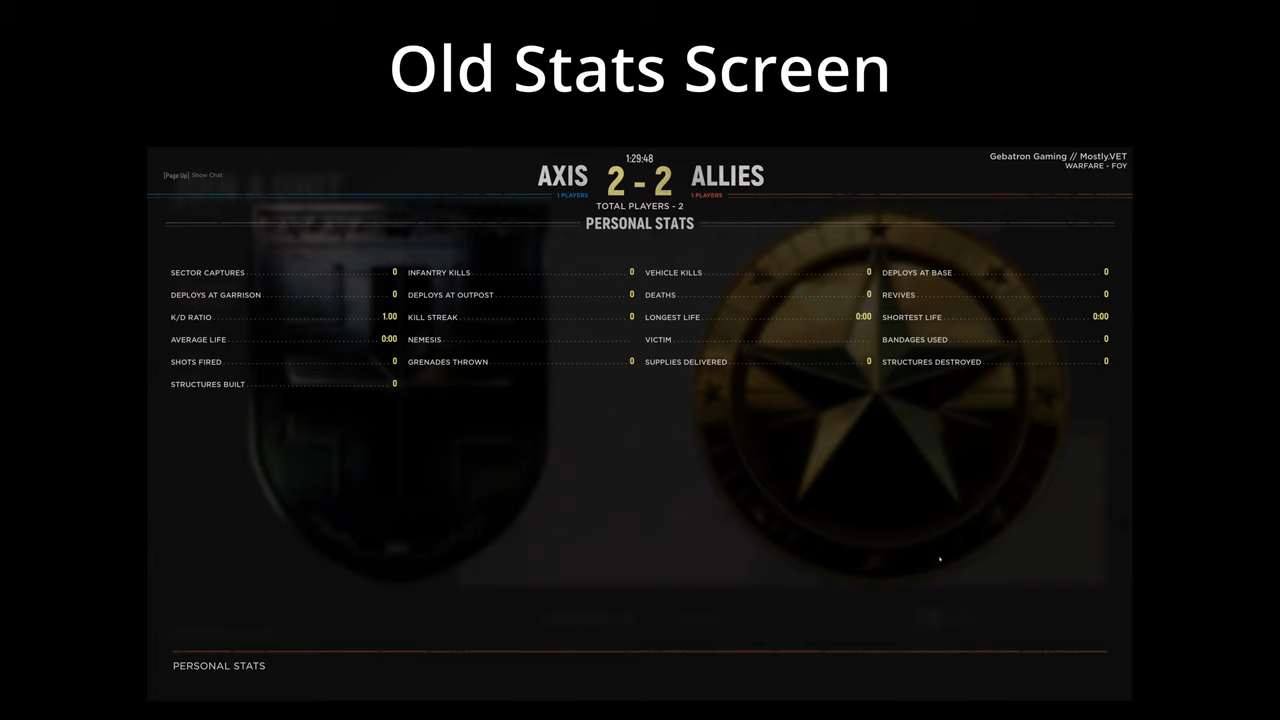 Old Stats Screen
1:29:48
Gebatron Gaming // Mostly.VET
WARFARE - FOY
[Page Up] Show Chat
AXIS 2 - 2 ALLIES
1 PLAYERS 1 PLAYERS
TOTAL PLAYERS - 2
PERSONAL STATS
SECTOR CAPTURES 0 INFANTRY KILLS 0 VEHICLE KILLS 0 DEPLOYS AT BASE 0
DEPLOYS AT GARRISON 0 DEPLOYS AT OUTPOST 0 DEATHS 0 REVIVES 0
K/D RATIO 1.00 KILL STREAK 0 LONGEST LIFE 0:00 SHORTEST LIFE 0:00
AVERAGE LIFE 0:00 NEMESIS VICTIM BANDAGES USED 0
SHOTS FIRED 0 GRENADES THROWN 0 SUPPLIES DELIVERED 0 STRUCTURES DESTROYED 0
STRUCTURES BUILT 0
PERSONAL STATS